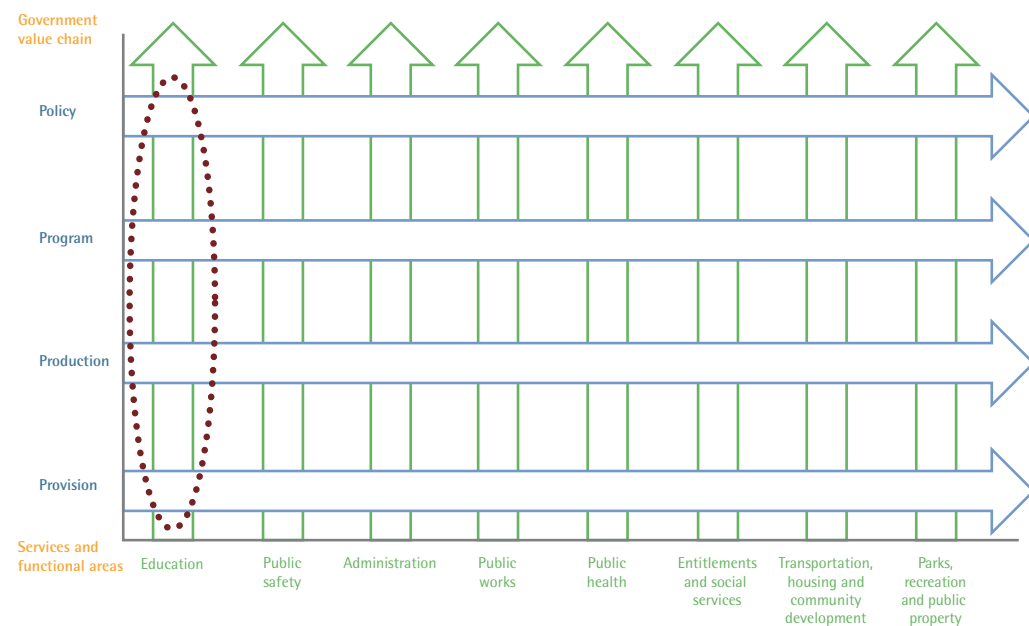 Government
value chain
Policy
Program
Production
Provision
Services and
functional areas
Education
Public
safety
Administration
Public
works
Public
health
Entitlements
and social
services
Transportation,
housing and
community
development
Parks,
recreation
and public
property